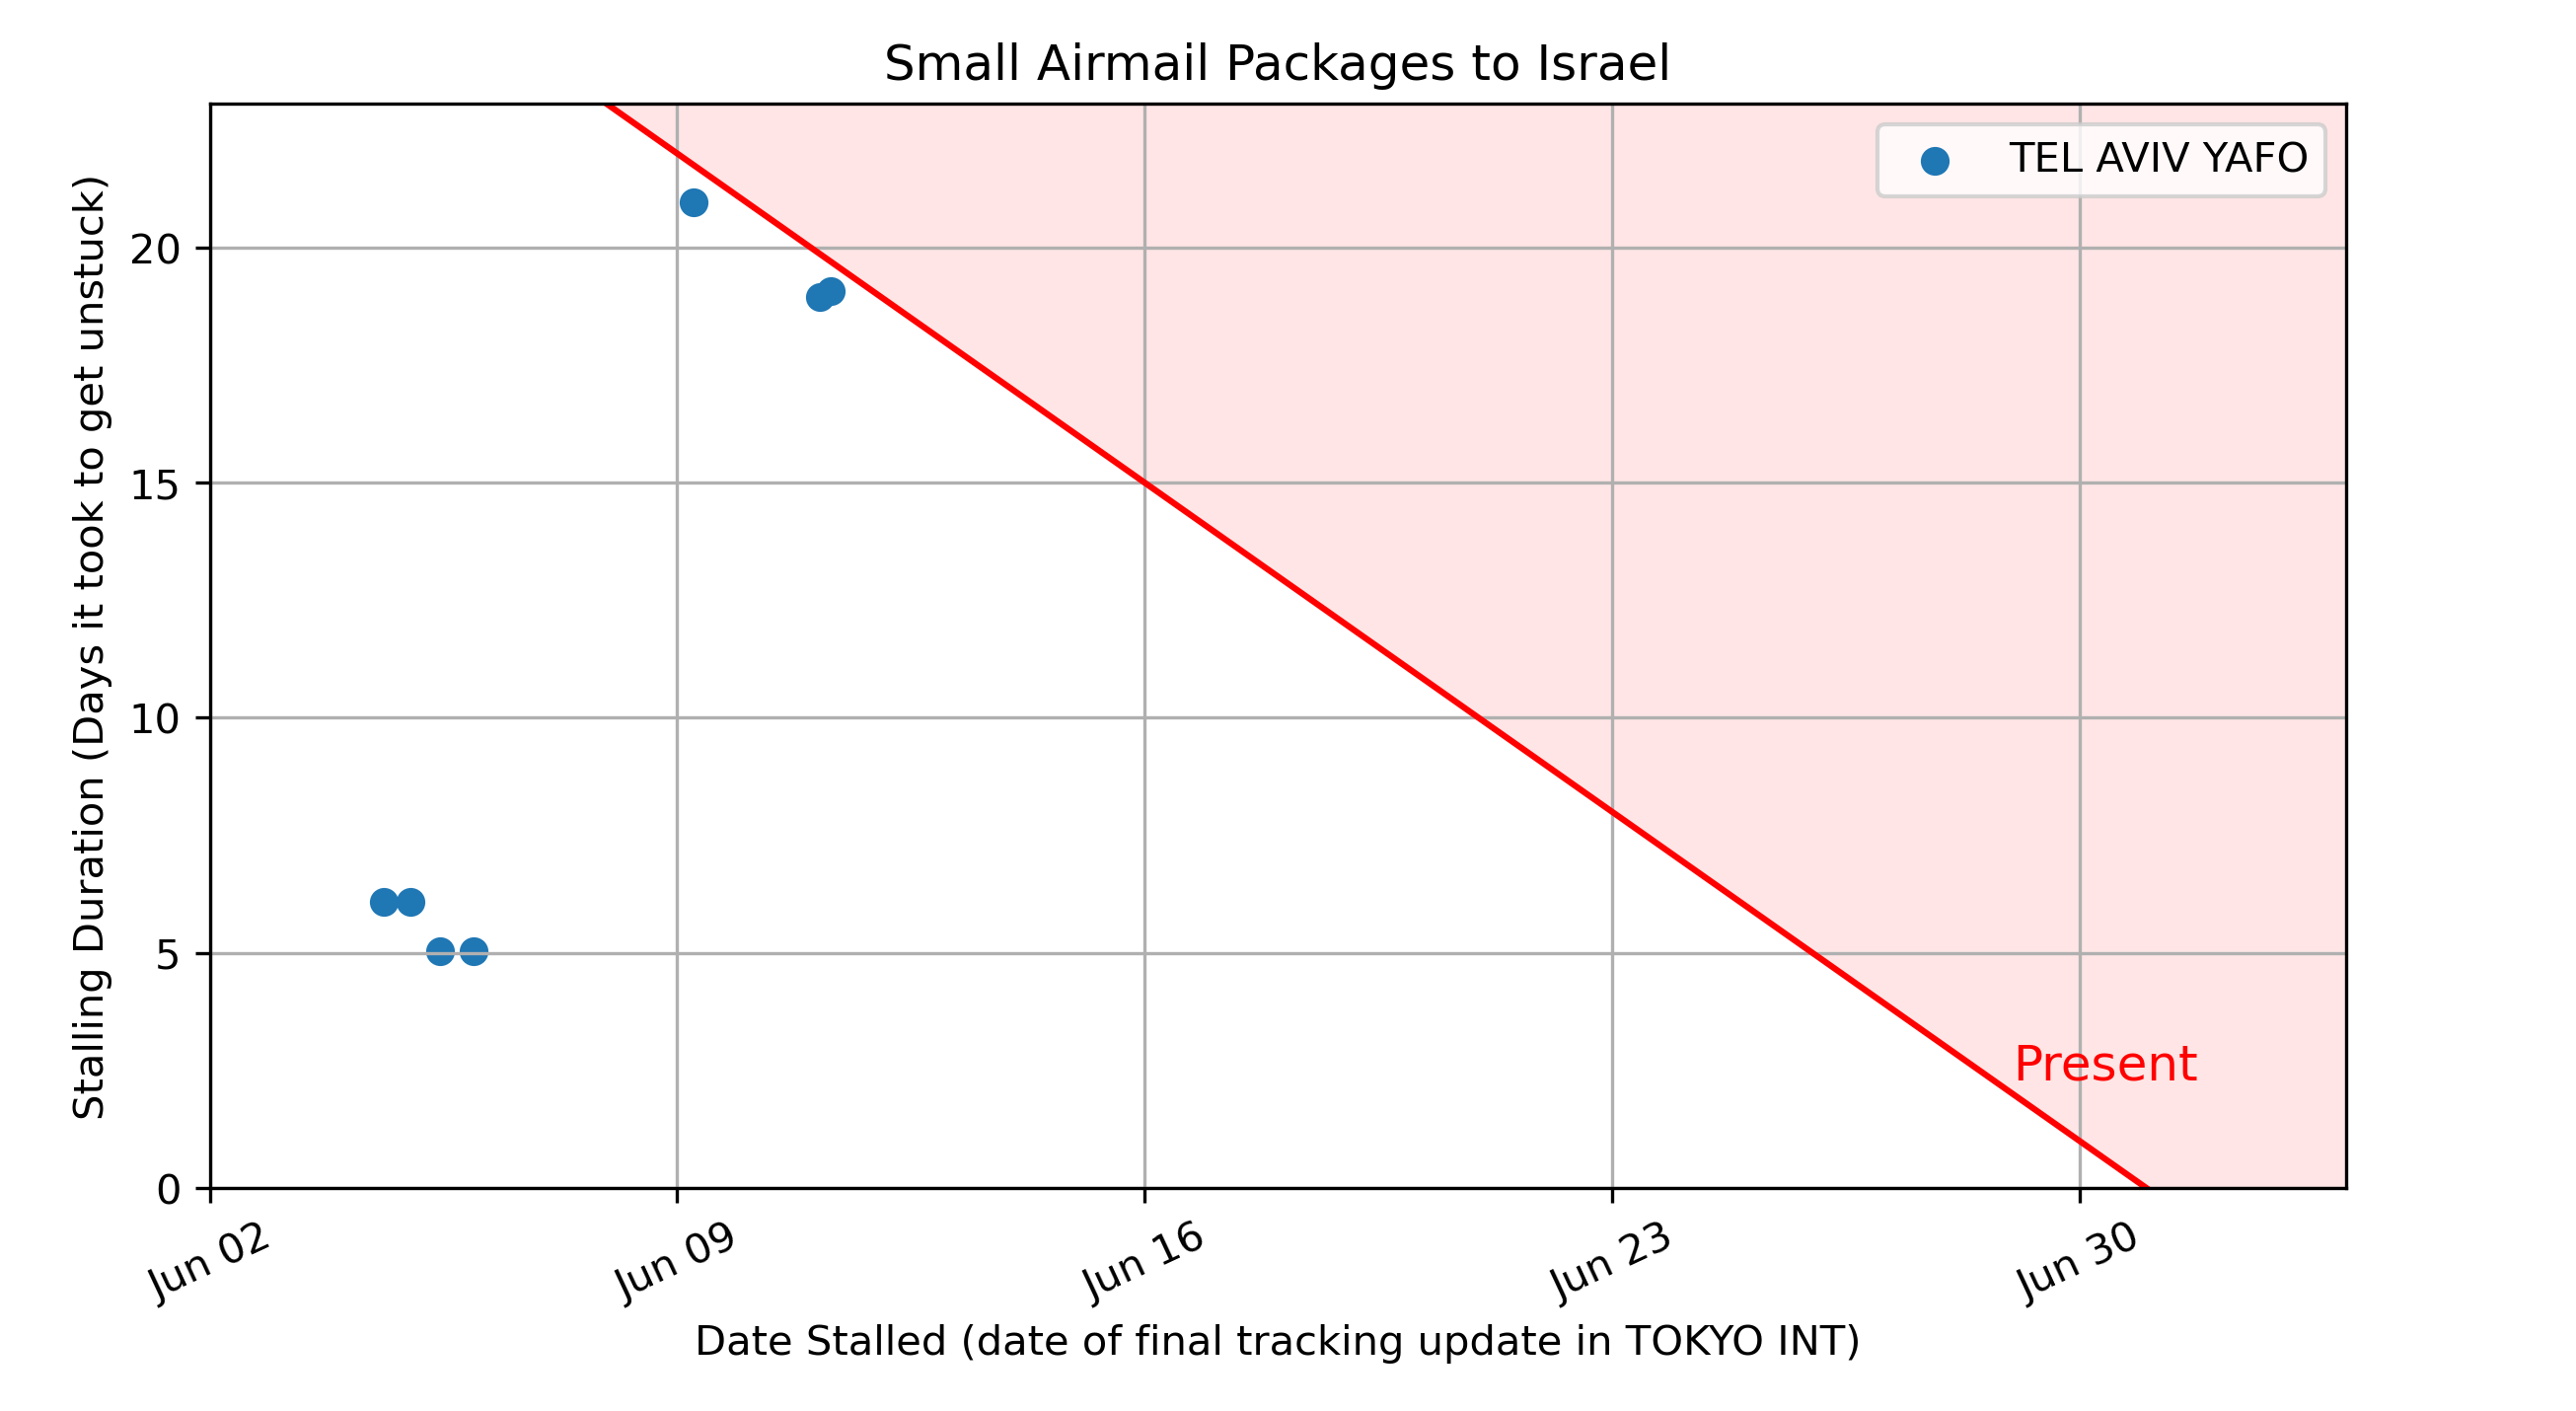 Small Airmail Packages to Israel
TEL AVIV YAFO
Stalling Duration (Days it took to get unstuck)
20
15
10
5
0
Present
Jun 02
Jun 09
Jun 16
Jun 23
Jun 30
Date Stalled (date of final tracking update in TOKYO INT)